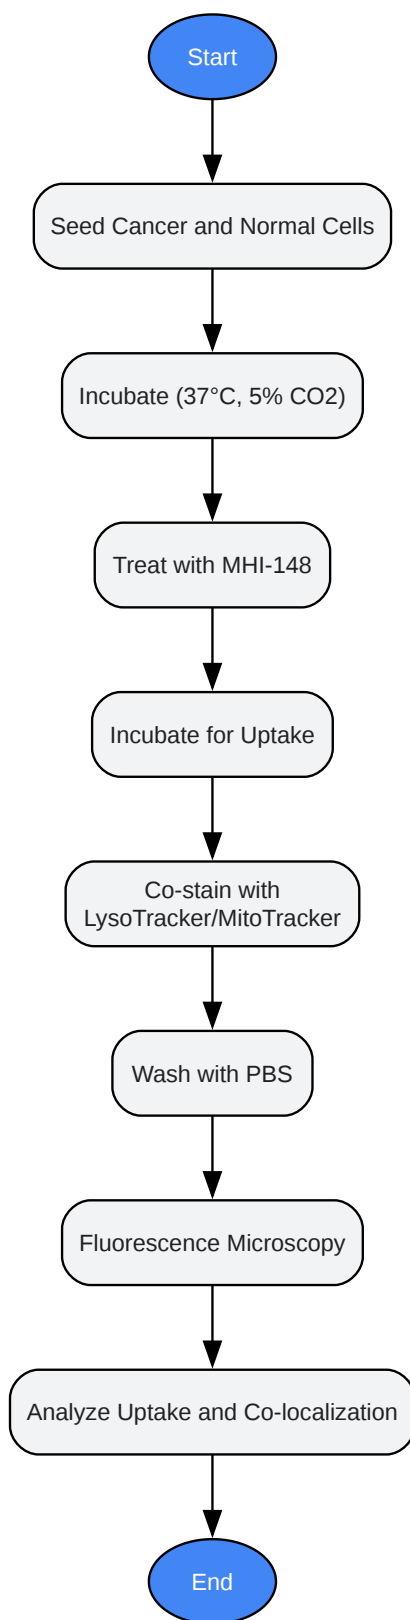 Start
Seed Cancer and Normal Cells
Incubate (37°C, 5% CO2)
Treat with MHI-148
Incubate for Uptake
Co-stain with
LysoTracker/MitoTracker
Wash with PBS
Fluorescence Microscopy
Analyze Uptake and Co-localization
End